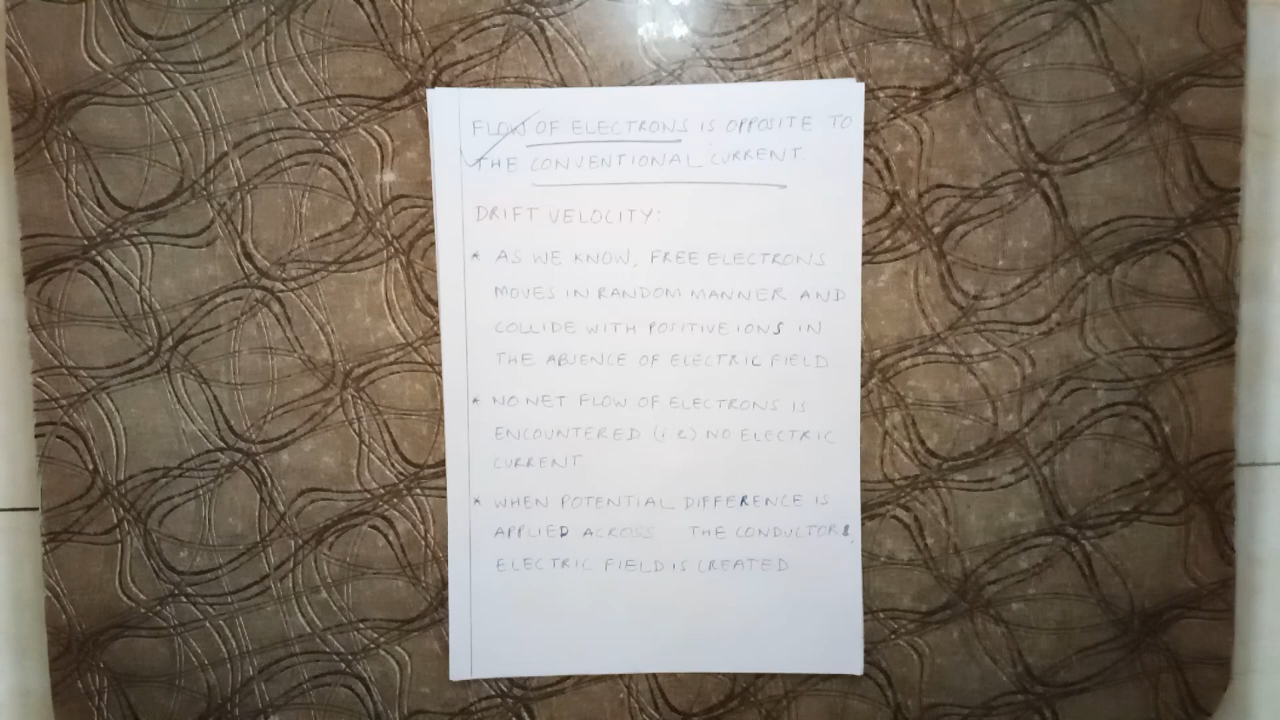 FLOW OF ELECTRONS IS OPPOSITE TO
THE CONVENTIONAL CURRENT.
DRIFT VELOCITY:
* AS WE KNOW, FREE ELECTRONS
MOVES IN RANDOM MANNER AND
COLLIDE WITH POSITIVE IONS IN
THE ABSENCE OF ELECTRIC FIELD
* NO NET FLOW OF ELECTRONS IS
ENCOUNTERED (i e) NO ELECTRIC
CURRENT
* WHEN POTENTIAL DIFFERENCE IS
APPLIED ACROSS THE CONDUCTORS,
ELECTRIC FIELD IS CREATED